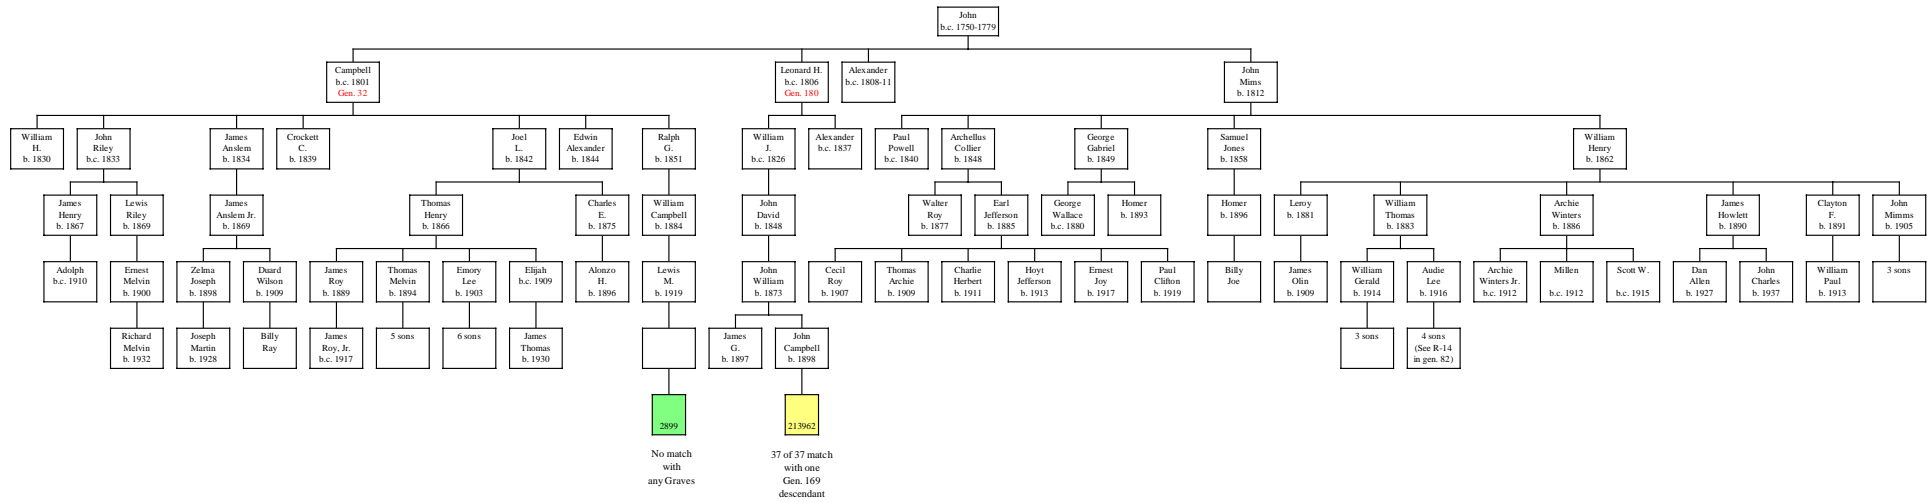 John
b.c. 1750-1779
Campbell
b.c. 1801
Gen. 32
Leonard H.
b.c. 1806
Gen. 180
Alexander
b.c. 1808-11
John
Mims
b. 1812
William
H.
b. 1830
John
Riley
b.c. 1833
James
Anslem
b. 1834
Crockett
C.
b. 1839
Joel
L.
b. 1842
Edwin
Alexander
b. 1844
Ralph
G.
b. 1851
William
J.
b.c. 1826
Alexander
b.c. 1837
Paul
Powell
b.c. 1840
Archellus
Collier
b. 1848
George
Gabriel
b. 1849
Samuel
Jones
b. 1858
William
Henry
b. 1862
James
Henry
b. 1867
Lewis
Riley
b. 1869
James
Anslem Jr.
b. 1869
Thomas
Henry
b. 1866
Charles
E.
b. 1875
William
Campbell
b. 1884
John
David
b. 1848
Walter
Roy
b. 1877
Earl
Jefferson
b. 1885
George
Wallace
b.c. 1880
Homer
b. 1893
Homer
b. 1896
Leroy
b. 1881
William
Thomas
b. 1883
Archie
Winters
b. 1886
James
Howlett
b. 1890
Clayton
F.
b. 1891
John
Mimms
b. 1905
Adolph
b.c. 1910
Ernest
Melvin
b. 1900
Zelma
Joseph
b. 1898
Duard
Wilson
b. 1909
James
Roy
b. 1889
Thomas
Melvin
b. 1894
Emory
Lee
b. 1903
Elijah
b.c. 1909
Alonzo
H.
b. 1896
Lewis
M.
b. 1919
John
William
b. 1873
Cecil
Roy
b. 1907
Thomas
Archie
b. 1909
Charlie
Herbert
b. 1911
Hoyt
Jefferson
b. 1913
Ernest
Joy
b. 1917
Paul
Clifton
b. 1919
Billy
Joe
James
Olin
b. 1909
William
Gerald
b. 1914
Audie
Lee
b. 1916
Archie
Winters Jr.
b.c. 1912
Millen
b.c. 1912
Scott W.
b.c. 1915
Dan
Allen
b. 1927
John
Charles
b. 1937
William
Paul
b. 1913
3 sons
Richard
Melvin
b. 1932
Joseph
Martin
b. 1928
Billy
Ray
James
Roy, Jr.
b.c. 1917
5 sons
6 sons
James
Thomas
b. 1930
James
G.
b. 1897
John
Campbell
b. 1898
3 sons
4 sons
(See R-14
in gen. 82)
2899
213962
No match
with
any Graves
37 of 37 match
with one
Gen. 169
descendant